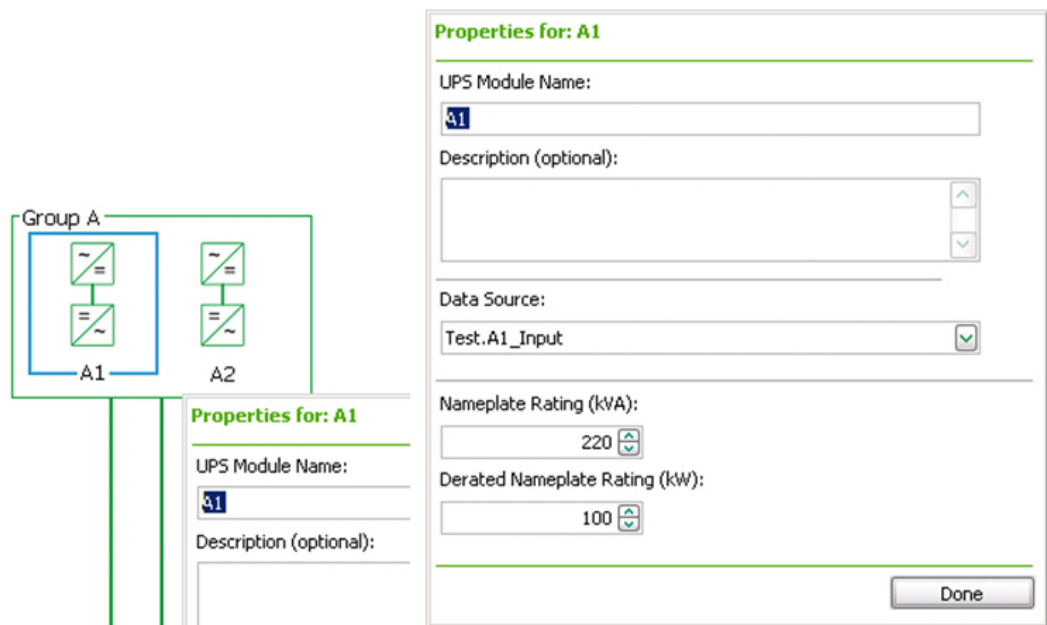 Group A
~
=
~
=
=
~
=
~
A1
A2
Properties for: A1
UPS Module Name:
A1
Description (optional):
Properties for: A1
UPS Module Name:
A1
Description (optional):
Data Source:
Test.A1_Input
Nameplate Rating (kVA):
220
Derated Nameplate Rating (kW):
100
Done